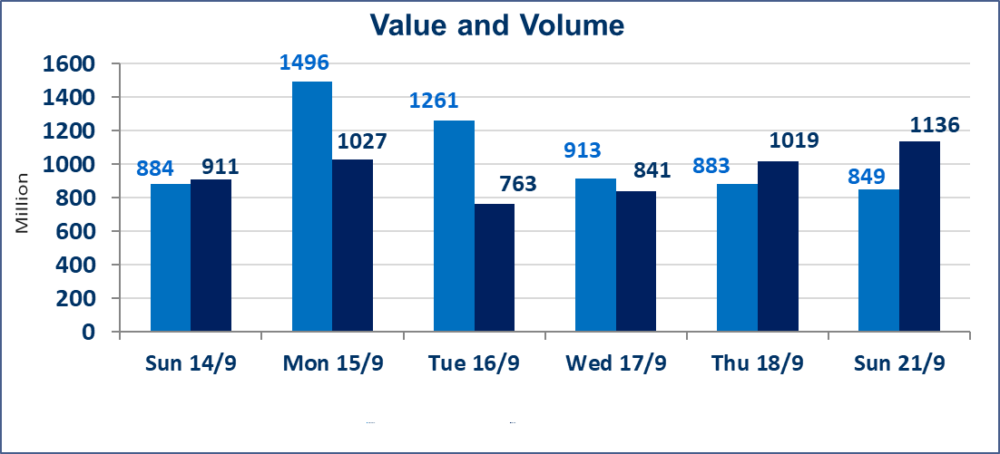 Value and Volume
1600
1400
1200
1000
800
600
400
200
0
Million
884
911
1496
1027
1261
763
913
841
883
1019
849
1136
Sun 14/9
Mon 15/9
Tue 16/9
Wed 17/9
Thu 18/9
Sun 21/9